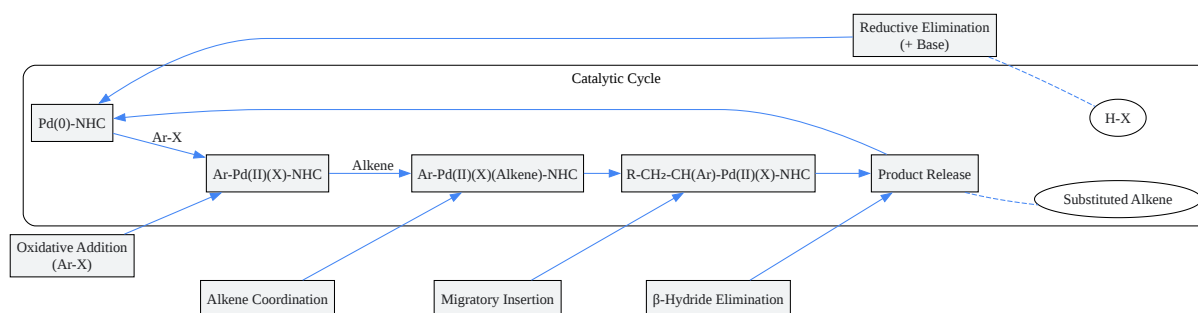 Reductive Elimination
(+ Base)
Catalytic Cycle
Pd(0)-NHC
H-X
Ar-X
Alkene
Ar-Pd(II)(X)-NHC
Ar-Pd(II)(X)(Alkene)-NHC
R-CH₂-CH(Ar)-Pd(II)(X)-NHC
Product Release
Substituted Alkene
Oxidative Addition
(Ar-X)
Alkene Coordination
Migratory Insertion
β-Hydride Elimination